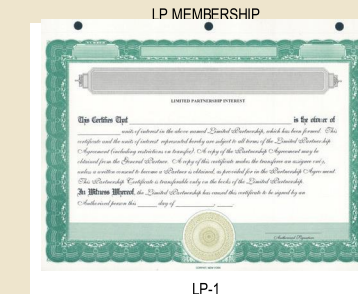 LP MEMBERSHIP
LIMITED PARTNERSHIP INTEREST
This Certifies That is the owner of
units of interest in the above named Limited Partnership, which has been formed. This
certificate and the units of interest represented hereby are subject to all terms of the Limited Partnership
Agreement (including restrictions on transfer). A copy of the Partnership Agreement may be
obtained from the General Partner. A copy of this certificate makes the transferee an assignee
unless a written consent to become a Partner is obtained, as provided for in the Partnership Agreement
This Partnership Certificate is transferable only on the books of the Limited Partnership.
In Witness Whereof, the Limited Partnership has caused this certificate to be signed by an
Authorized person this day of
Authorized Signature
LP-1